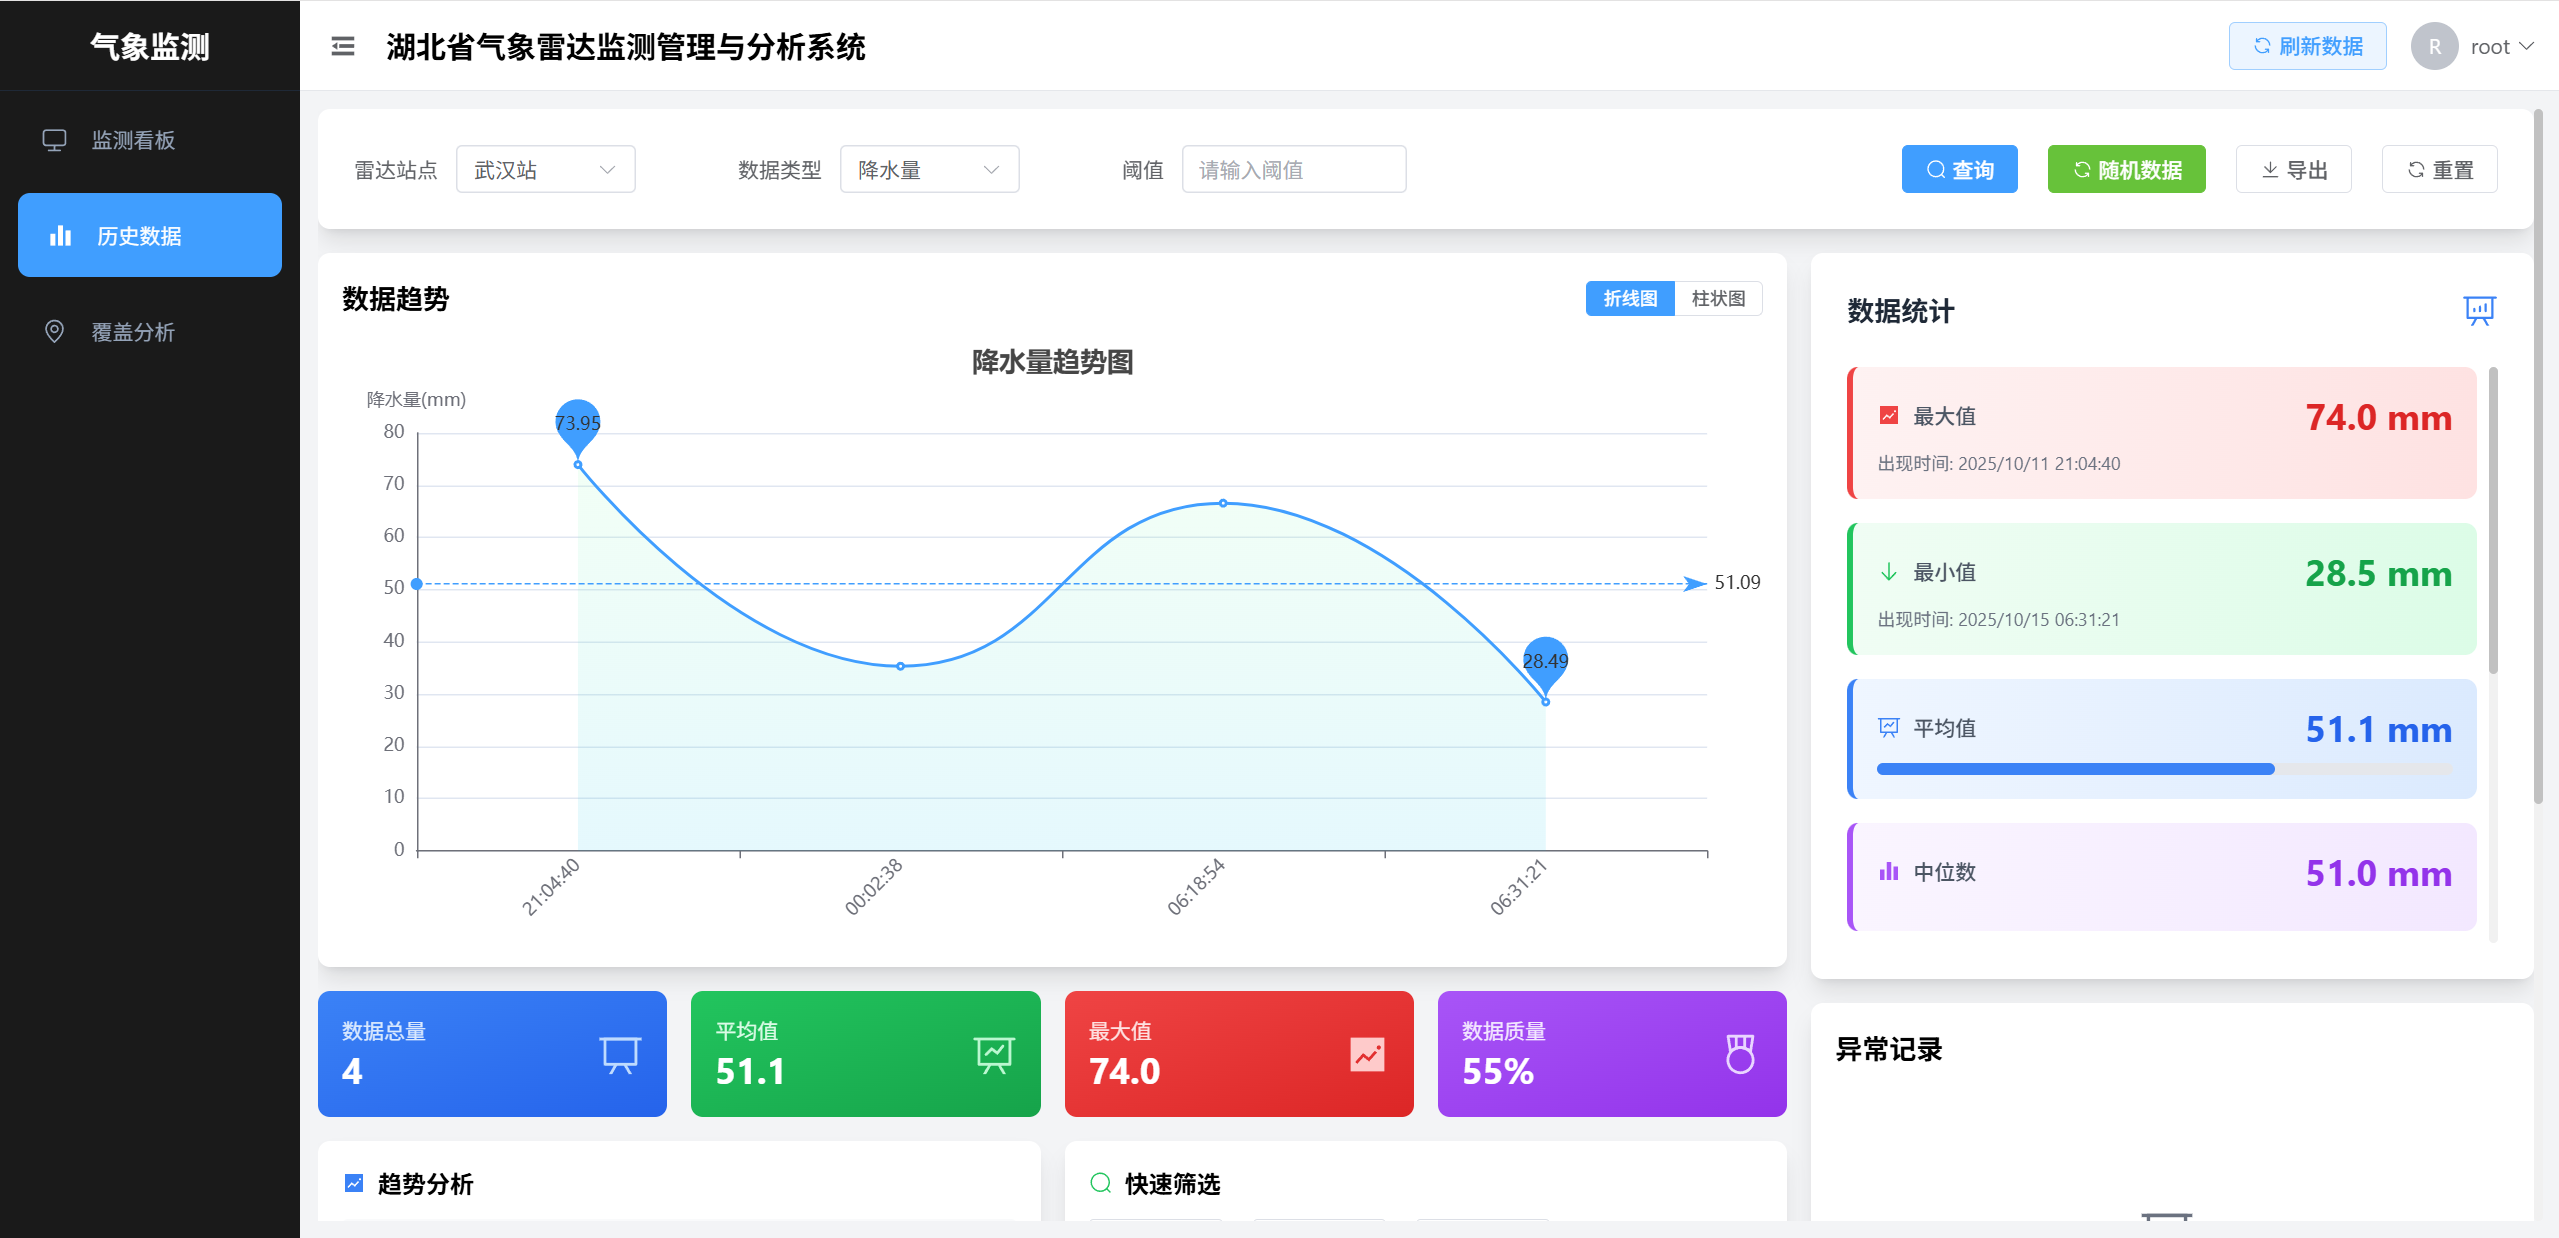 气象监测
湖北省气象雷达监测管理与分析系统
刷新数据
R
root
监测看板
历史数据
覆盖分析
雷达站点
武汉站
数据类型
降水量
阈值
请输入阈值
查询
随机数据
导出
重置
数据趋势
折线图
柱状图
降水量趋势图
降水量(mm)
80
70
60
50
40
30
20
10
0
73.95
28.49
51.09
21:04:40
00:02:38
06:18:54
06:31:21
数据统计
最大值
74.0 mm
出现时间: 2025/10/11 21:04:40
最小值
28.5 mm
出现时间: 2025/10/15 06:31:21
平均值
51.1 mm
中位数
51.0 mm
数据总量
4
平均值
51.1
最大值
74.0
数据质量
55%
异常记录
趋势分析
快速筛选